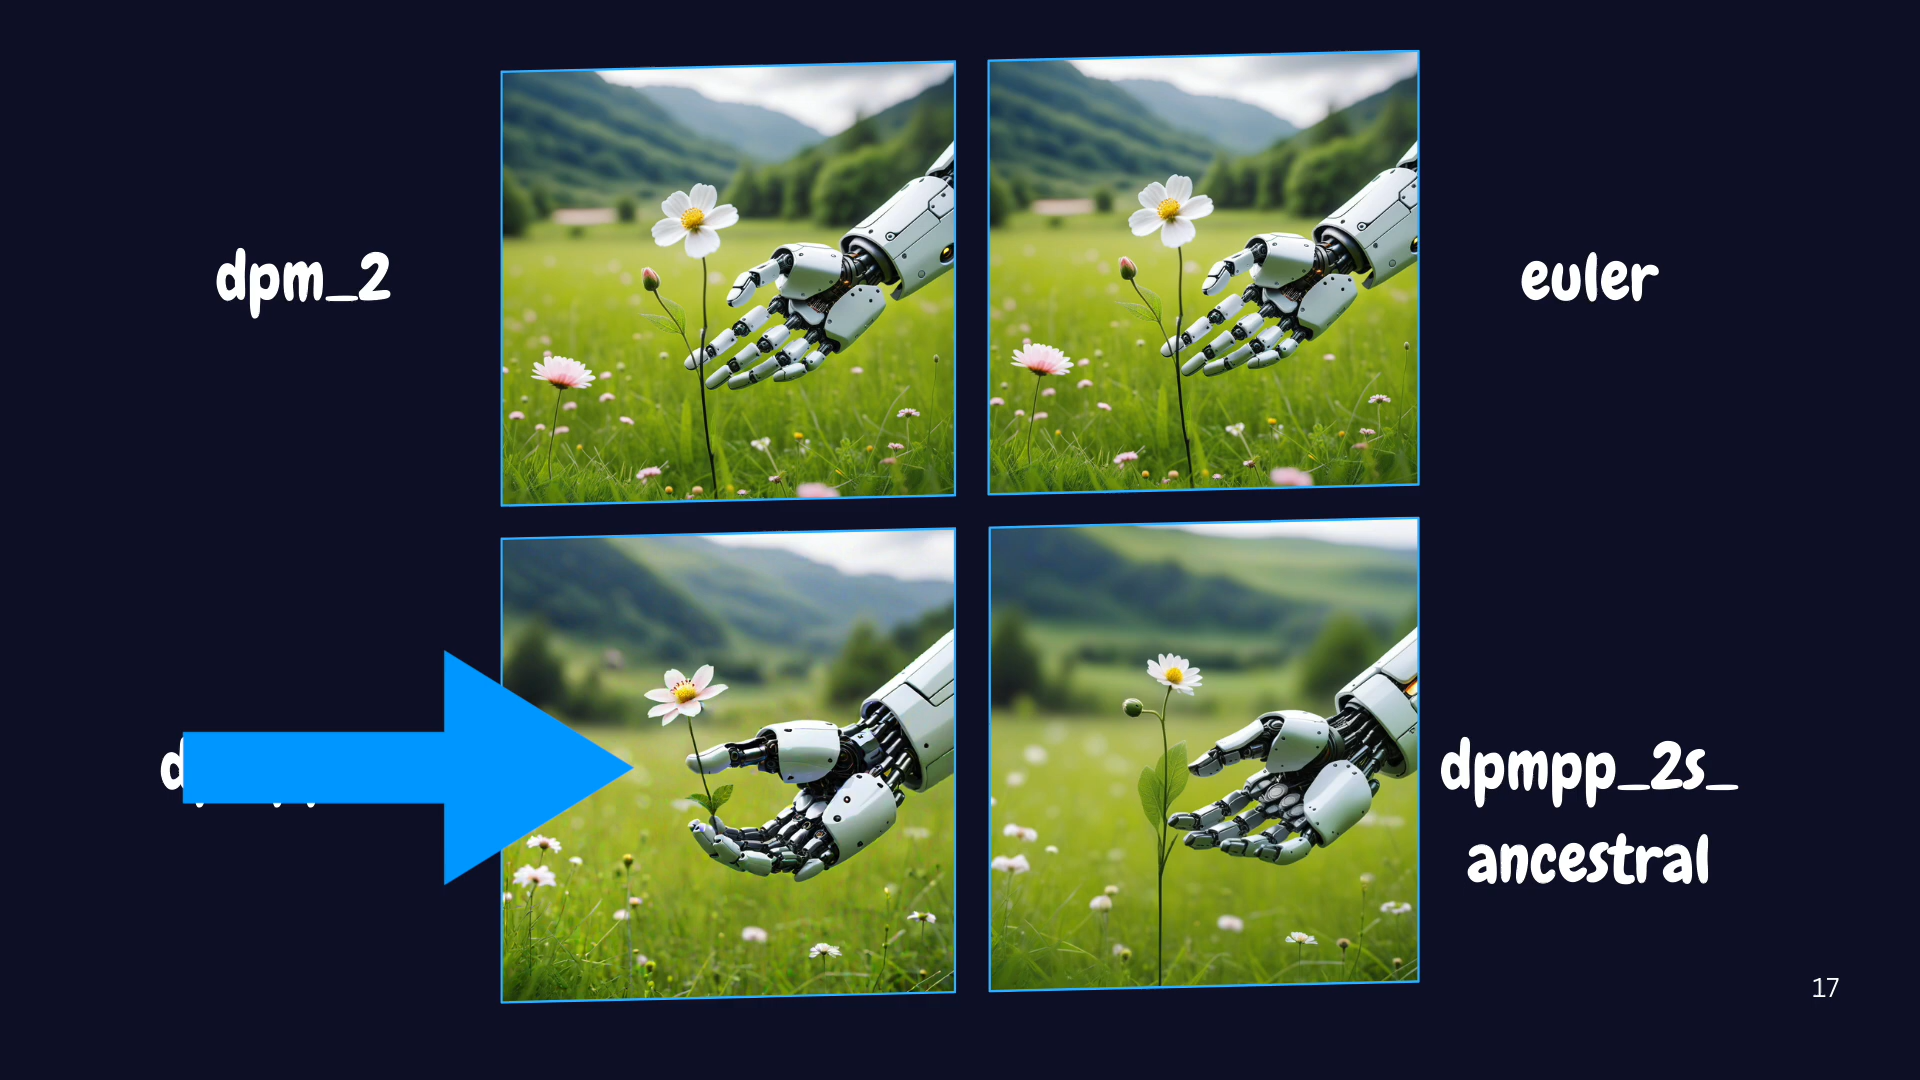 dpm_2
euler
dpmpp_2s_
ancestral
17